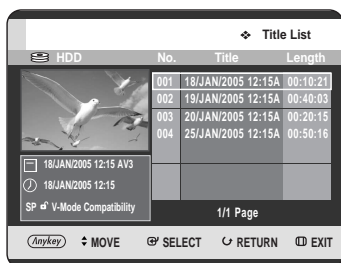 ❖ Title List
HDD No. Title Length
001 18/JAN/2005 12:15A 00:10:21
002 19/JAN/2005 12:15A 00:40:03
003 20/JAN/2005 12:15A 00:20:15
004 25/JAN/2005 12:15A 00:50:16
18/JAN/2005 12:15 AV3
18/JAN/2005 12:15
SP V-Mode Compatibility
1/1 Page
Anykey MOVE SELECT RETURN EXIT